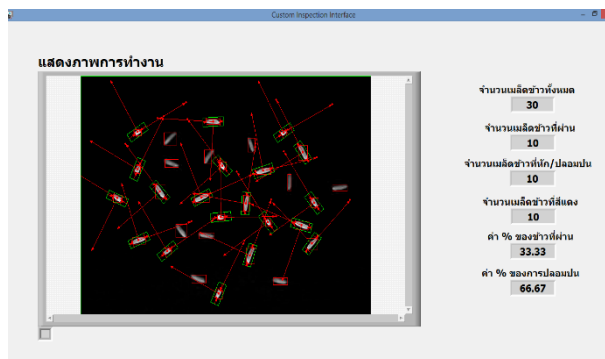 Custom Inspection Interface
แสดงภาพการทำงาน
จำนวนเมล็ดข้าวทั้งหมด
30
จำนวนเมล็ดข้าวที่ผ่าน
10
จำนวนเมล็ดข้าวที่หัก/ปลอมปน
10
จำนวนเมล็ดข้าวที่สีแดง
10
ค่า % ของข้าวที่ผ่าน
33.33
ค่า % ของการปลอมปน
66.67